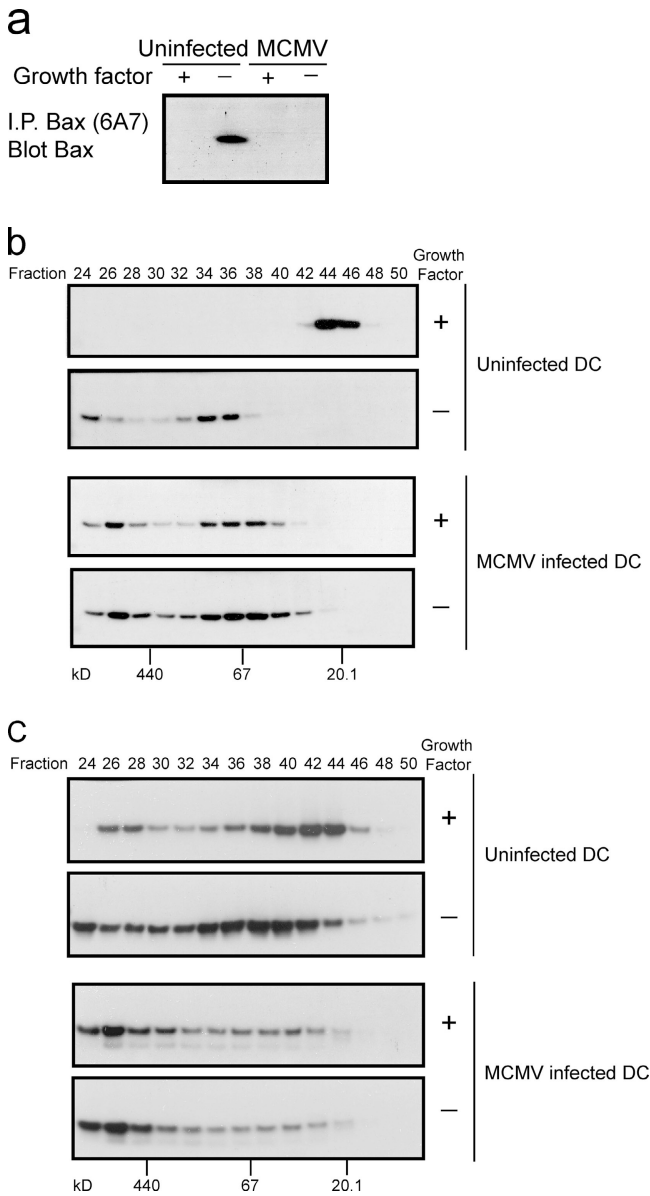 a
Uninfected MCMV
Growth factor + – + –
I.P. Bax (6A7)
Blot Bax
b
Growth
Factor
Fraction 24 26 28 30 32 34 36 38 40 42 44 46 48 50
+
Uninfected DC
–
+
MCMV infected DC
–
kD 440 67 20.1
c
Growth
Factor
Fraction 24 26 28 30 32 34 36 38 40 42 44 46 48 50
+
Uninfected DC
–
+
MCMV infected DC
–
kD 440 67 20.1